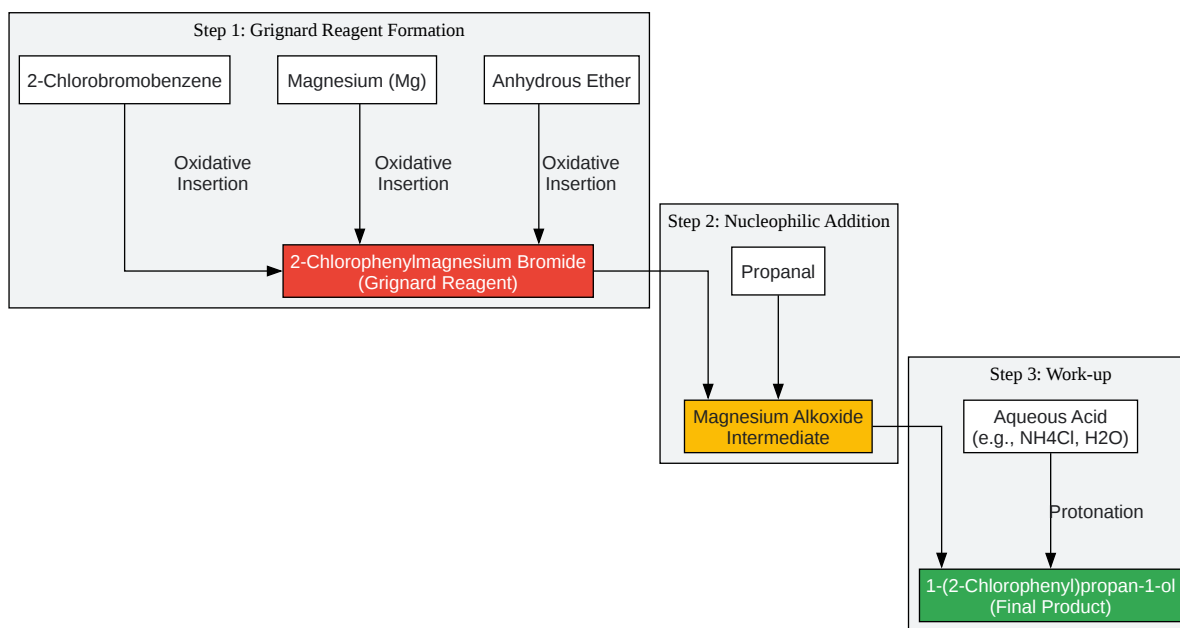 Step 1: Grignard Reagent Formation
2-Chlorobromobenzene
Magnesium (Mg)
Anhydrous Ether
Oxidative
Insertion
Oxidative
Insertion
Oxidative
Insertion
2-Chlorophenylmagnesium Bromide
(Grignard Reagent)
Step 2: Nucleophilic Addition
Propanal
Magnesium Alkoxide
Intermediate
Step 3: Work-up
Aqueous Acid
(e.g., NH4Cl, H2O)
Protonation
1-(2-Chlorophenyl)propan-1-ol
(Final Product)